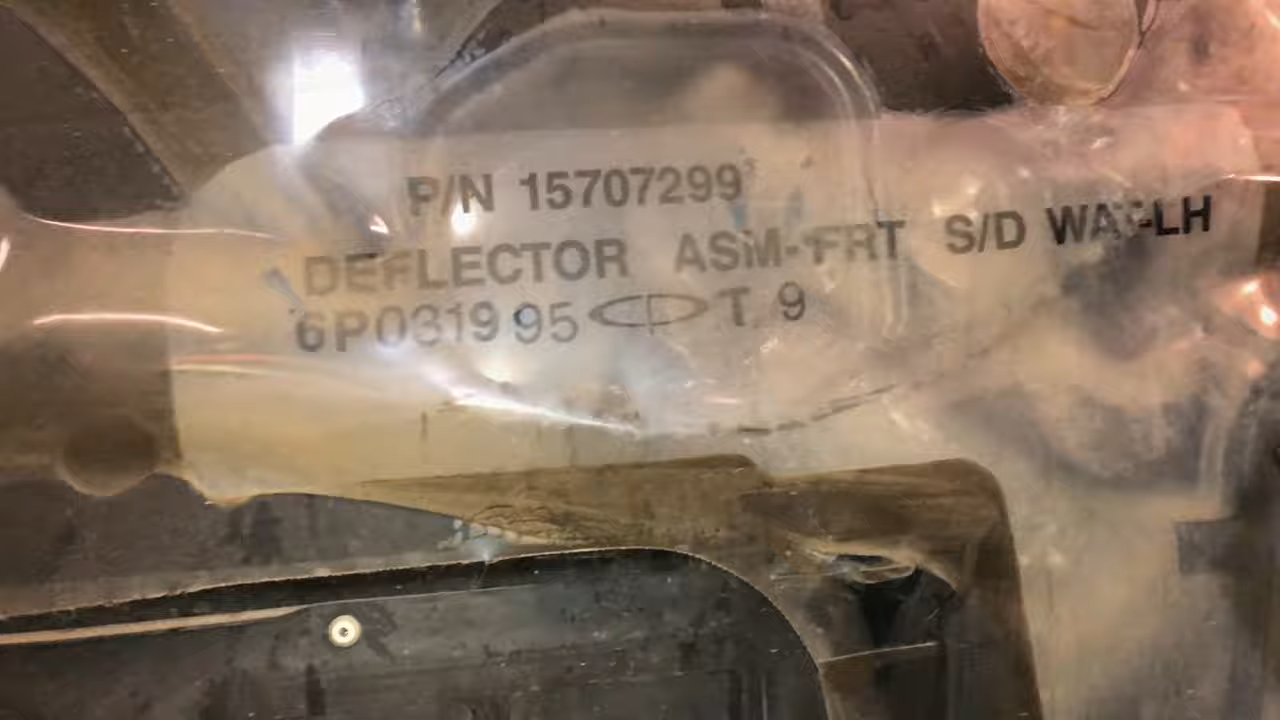 P/N 15707299
DEFLECTOR ASM-FRT S/D WAT-LH
6P031995 T 9